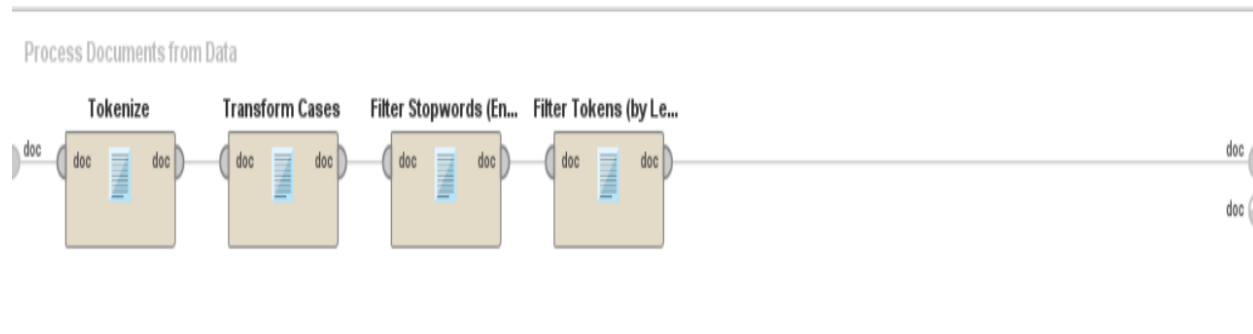 Process Documents from Data
Tokenize Transform Cases Filter Stopwords (En... Filter Tokens (by Le...
doc doc doc doc doc doc doc doc doc doc
doc